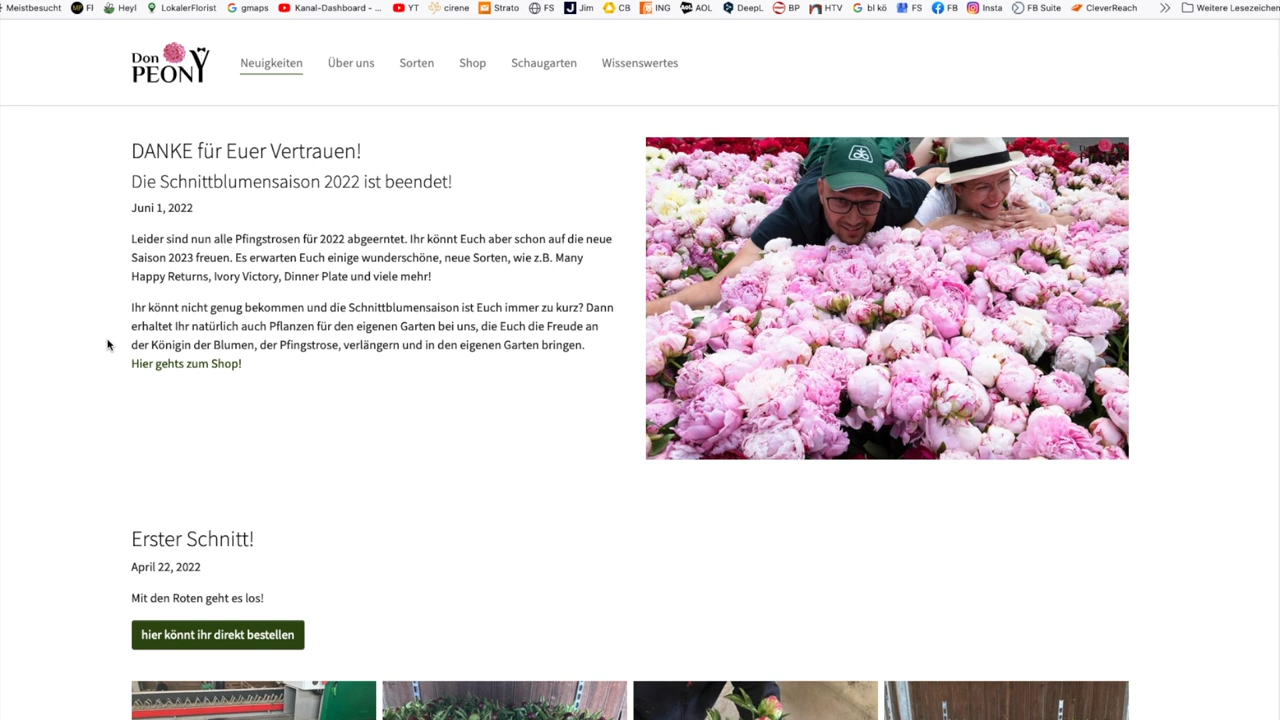 Meistbesucht FI Heyl LokalerFlorist gmaps Kanal-Dashboard - ... YT cirene Strato FS Jim CB ING AOL DeepL BP HTV bl kö FS FB Insta FB Suite CleverReach Weitere Lesezeichen
Don PEONY
Neuigkeiten Über uns Sorten Shop Schaugarten Wissenswertes
DANKE für Euer Vertrauen!
Die Schnittblumensaison 2022 ist beendet!
Juni 1, 2022
Leider sind nun alle Pfingstrosen für 2022 abgeerntet. Ihr könnt Euch aber schon auf die neue
Saison 2023 freuen. Es erwarten Euch einige wunderschöne, neue Sorten, wie z.B. Many
Happy Returns, Ivory Victory, Dinner Plate und viele mehr!
Ihr könnt nicht genug bekommen und die Schnittblumensaison ist Euch immer zu kurz? Dann
erhaltet Ihr natürlich auch Pflanzen für den eigenen Garten bei uns, die Euch die Freude an
der Königin der Blumen, der Pfingstrose, verlängern und in den eigenen Garten bringen.
Hier gehts zum Shop!
Erster Schnitt!
April 22, 2022
Mit den Roten geht es los!
hier könnt ihr direkt bestellen